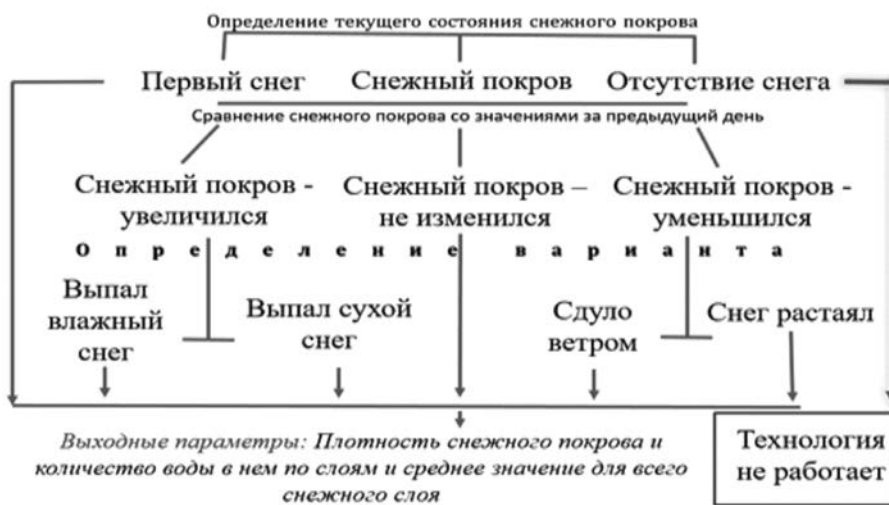 Определение текущего состояния снежного покрова
Первый снег Снежный покров Отсутствие снега
Сравнение снежного покрова со значениями за предыдущий день
Снежный покров -
увеличился
Снежный покров –
не изменился
Снежный покров -
уменьшился
Определение варианта
Выпал
влажный
снег
Выпал сухой
снег
Сдуло
ветром
Снег растаял
Выходные параметры: Плотность снежного покрова и
количество воды в нем по слоям и среднее значение для всего
снежного слоя
Технология
не работает